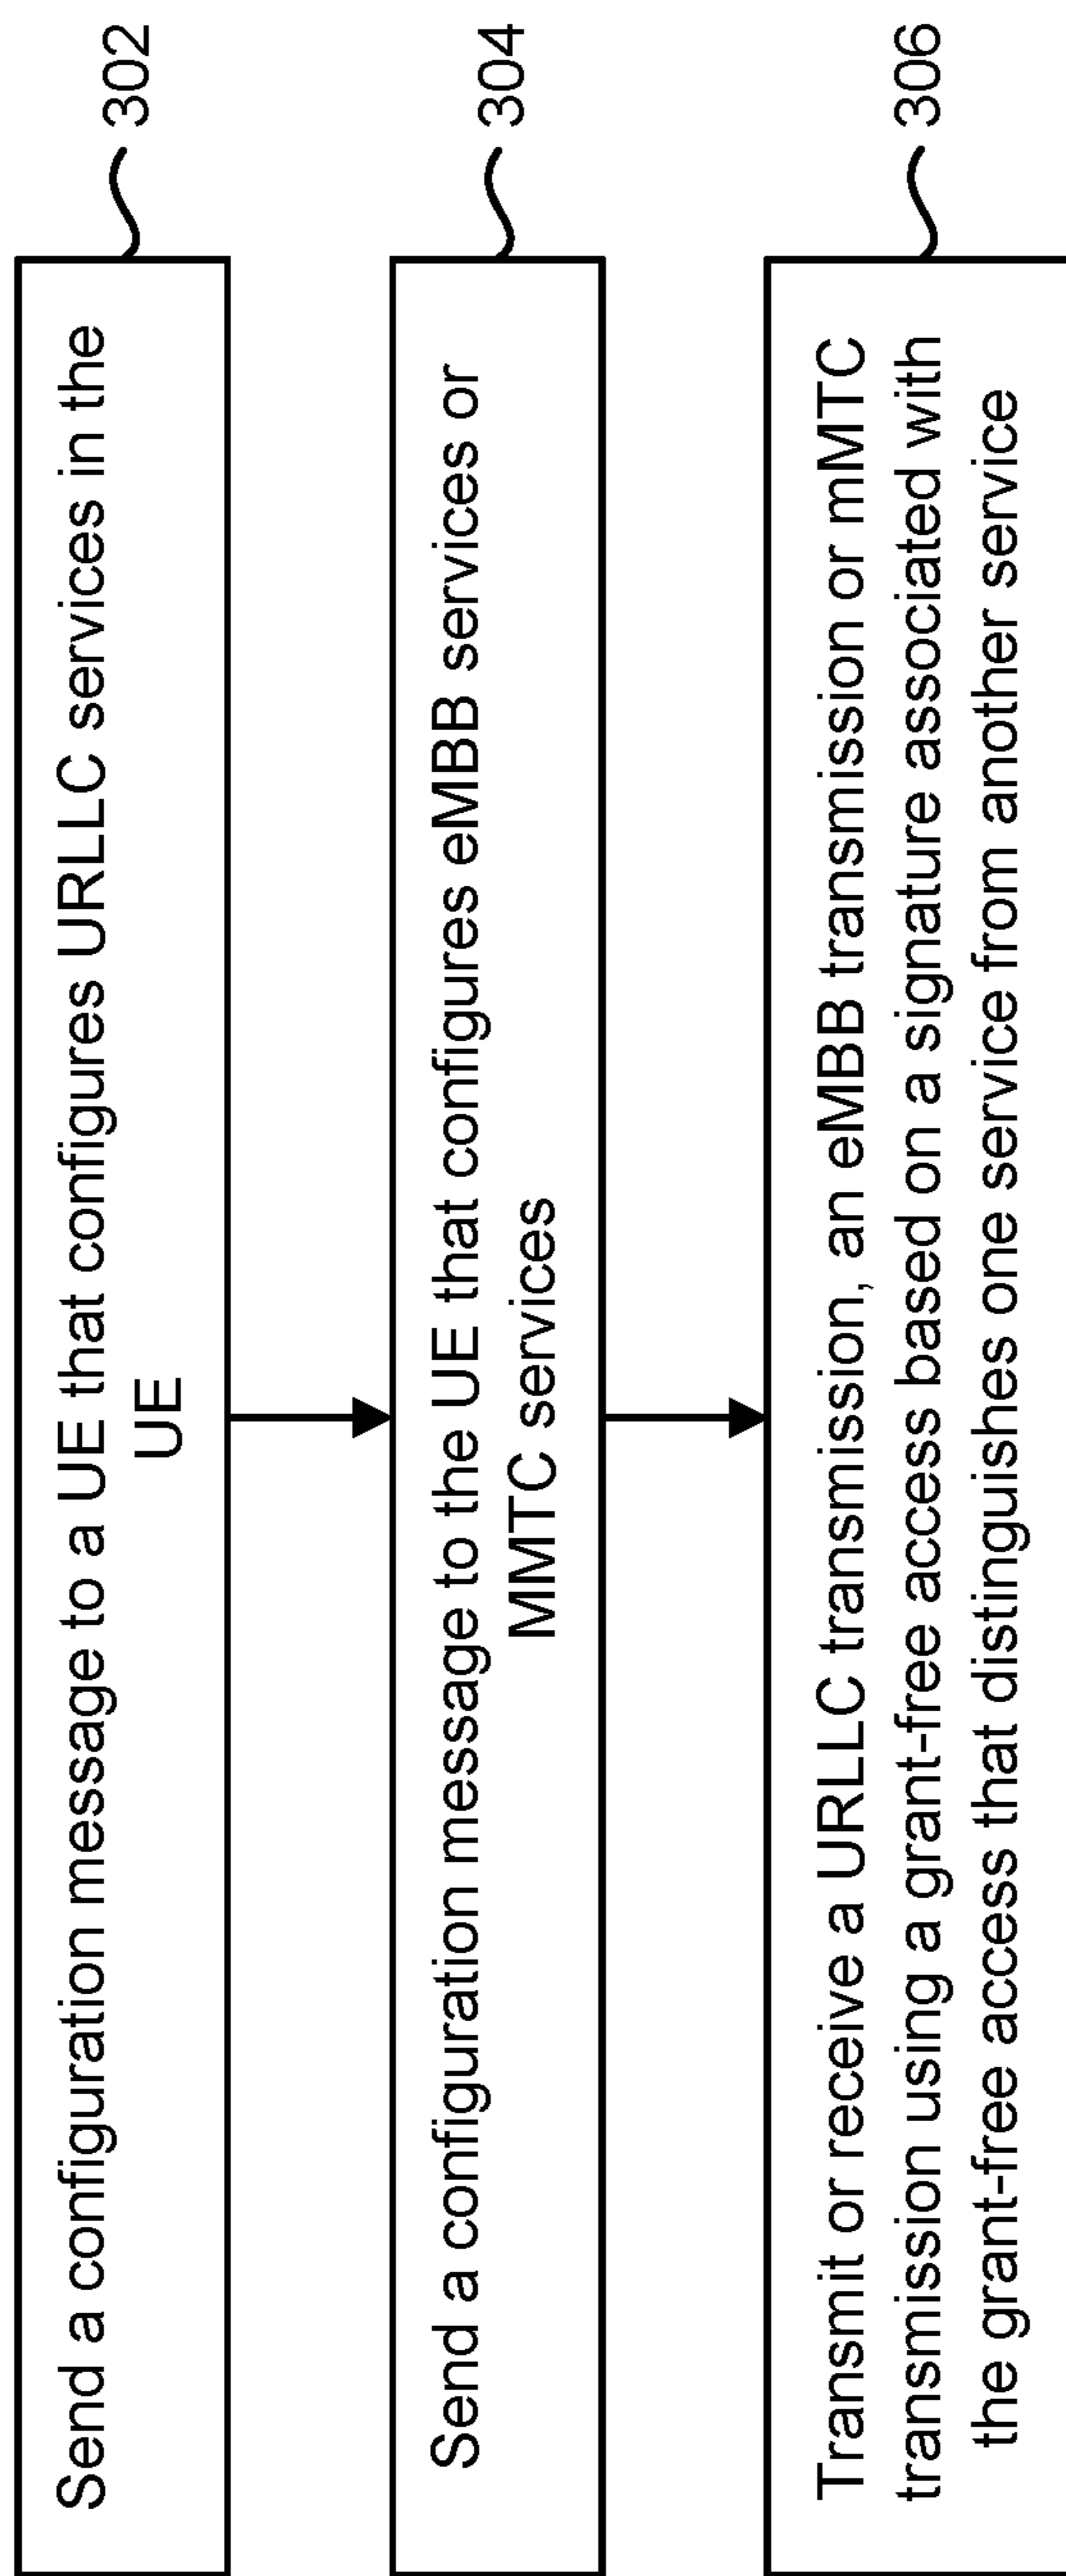 Send a configuration message to a UE that configures URLLC services in the
UE
302
Send a configuration message to the UE that configures eMBB services or
MMTC services
304
Transmit or receive a URLLC transmission, an eMBB transmission or mMTC
transmission using a grant-free access based on a signature associated with
the grant-free access that distinguishes one service from another service
306